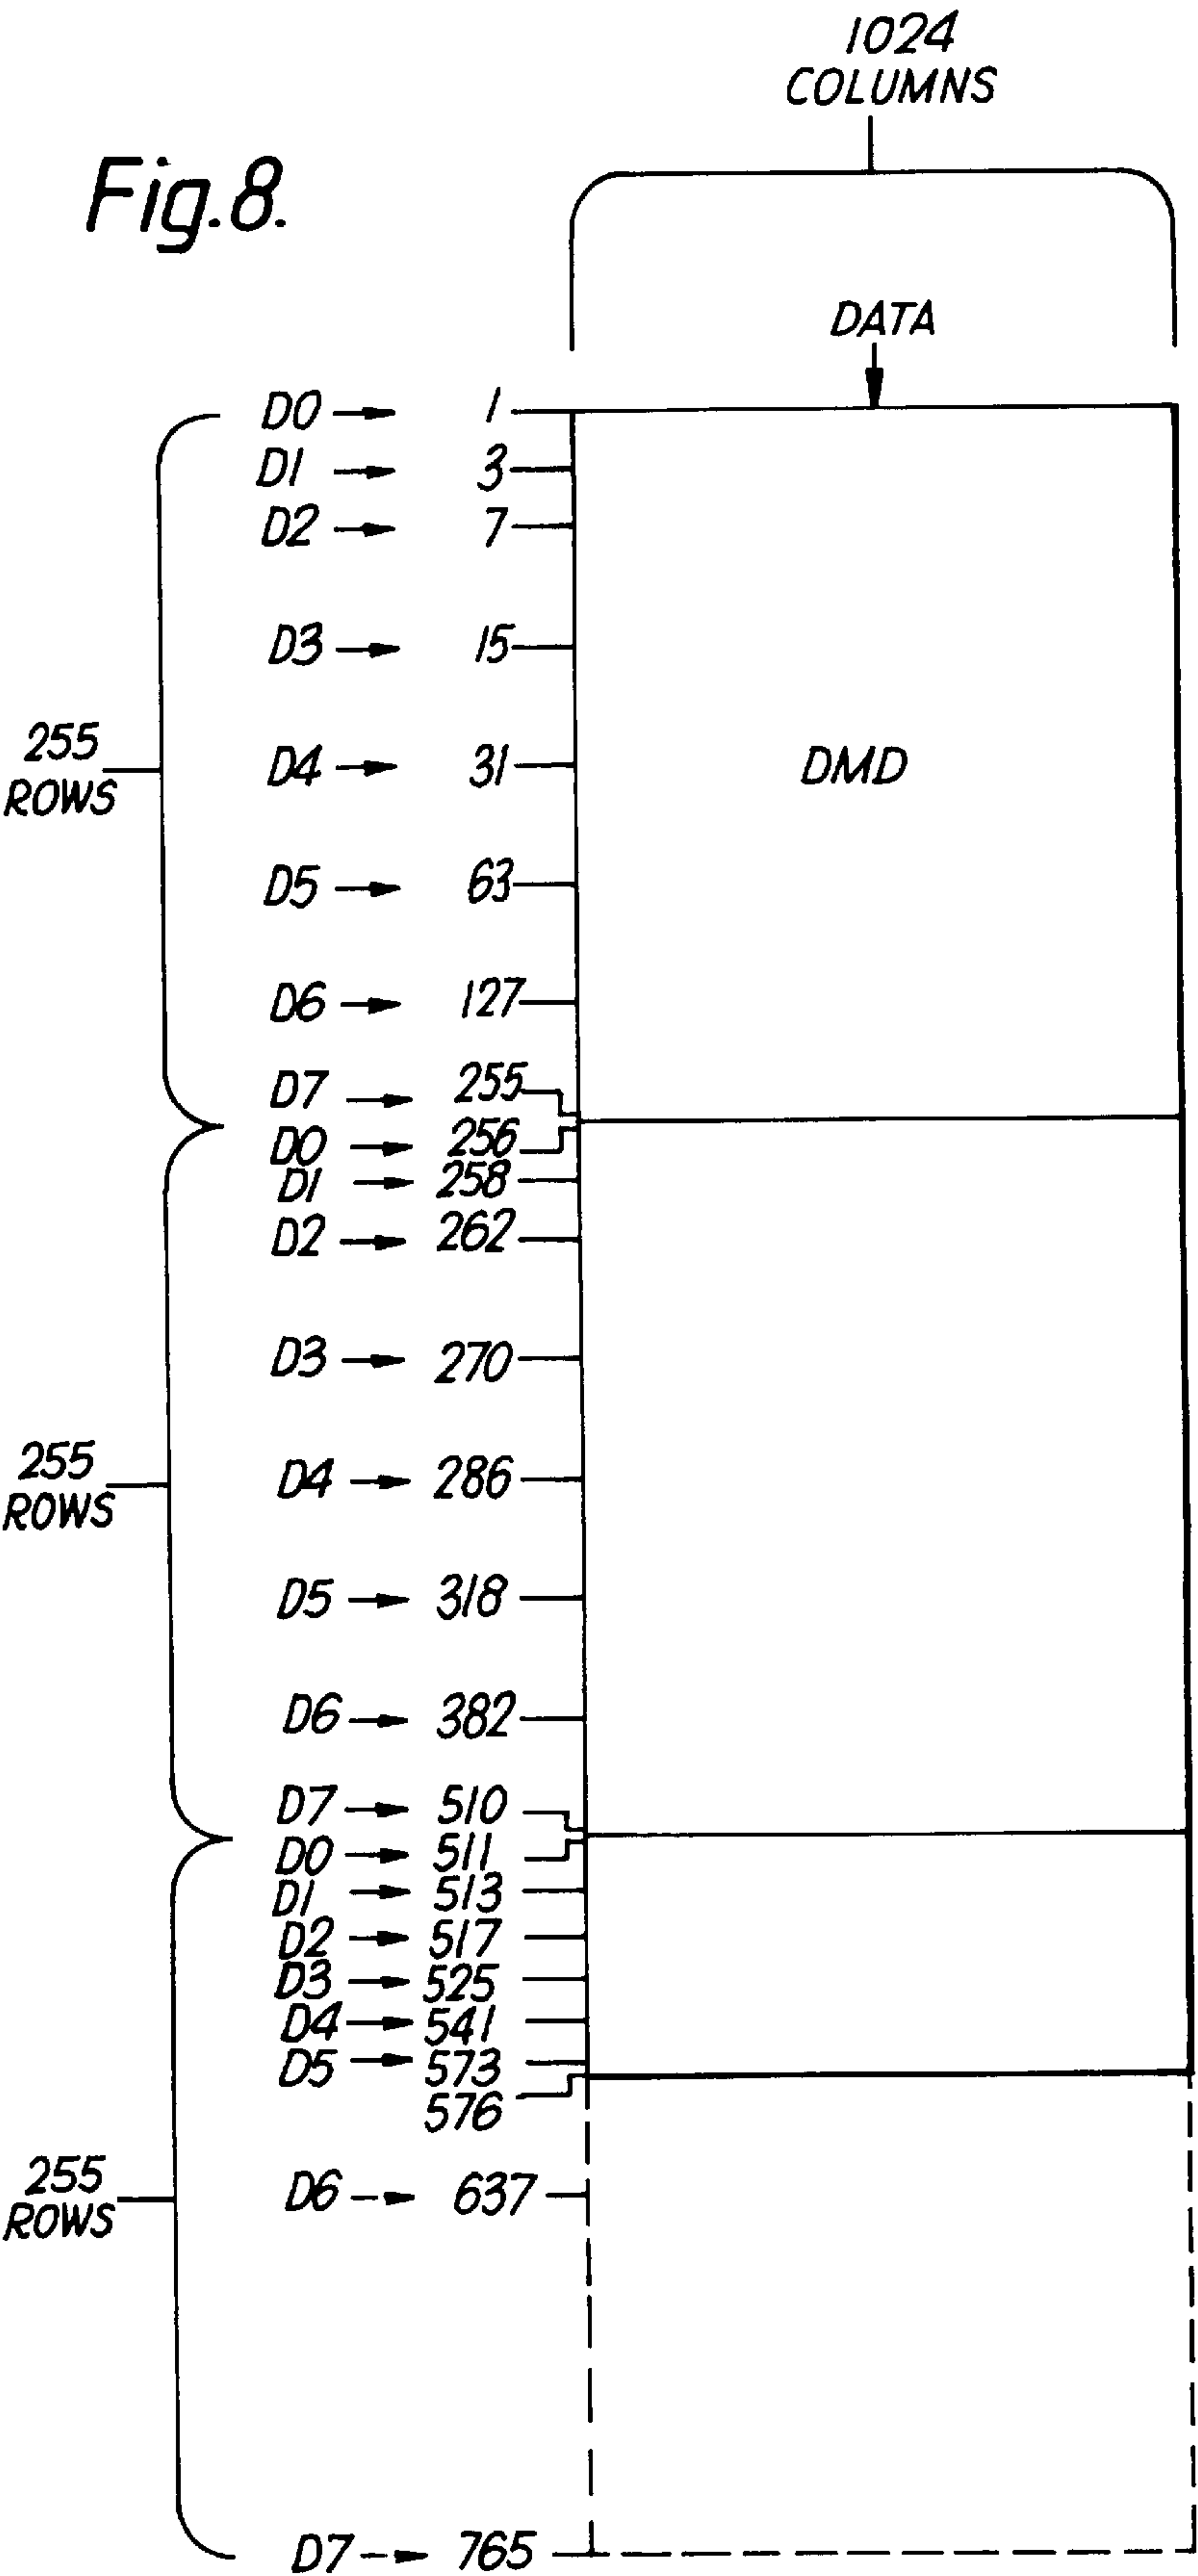 1024
COLUMNS
Fig.8.
DATA
D0 → 1
D1 → 3
D2 → 7
D3 → 15
255
ROWS
D4 → 31
DMD
D5 → 63
D6 → 127
D7 → 255
D0 → 256
D1 → 258
D2 → 262
D3 → 270
255
ROWS
D4 → 286
D5 → 318
D6 → 382
D7 → 510
D0 → 511
D1 → 513
D2 → 517
D3 → 525
D4 → 541
D5 → 573
576
255
ROWS
D6 → 637
D7 → 765